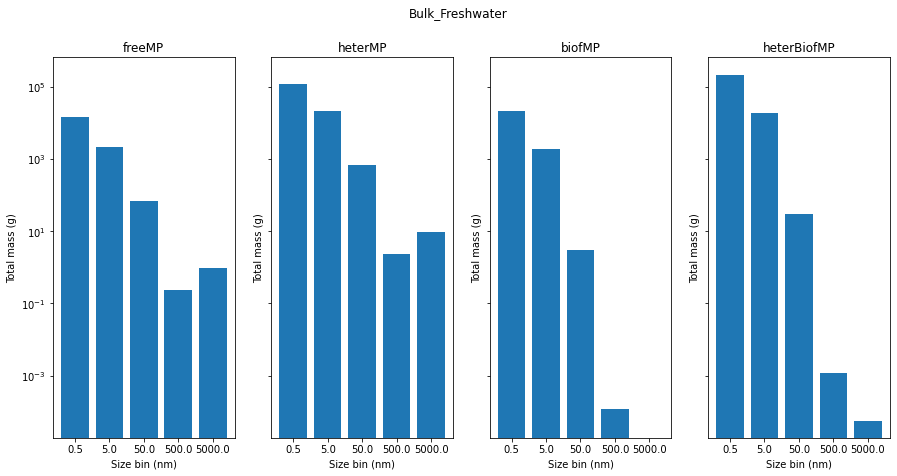 Bulk_Freshwater
freeMP
heterMP
biofMP
heterBiofMP
Total mass (g)
10^5
10^3
10^1
10^-1
10^-3
0.5 5.0 50.0 500.0 5000.0
Size bin (nm)
Total mass (g)
0.5 5.0 50.0 500.0 5000.0
Size bin (nm)
Total mass (g)
0.5 5.0 50.0 500.0 5000.0
Size bin (nm)
Total mass (g)
0.5 5.0 50.0 500.0 5000.0
Size bin (nm)